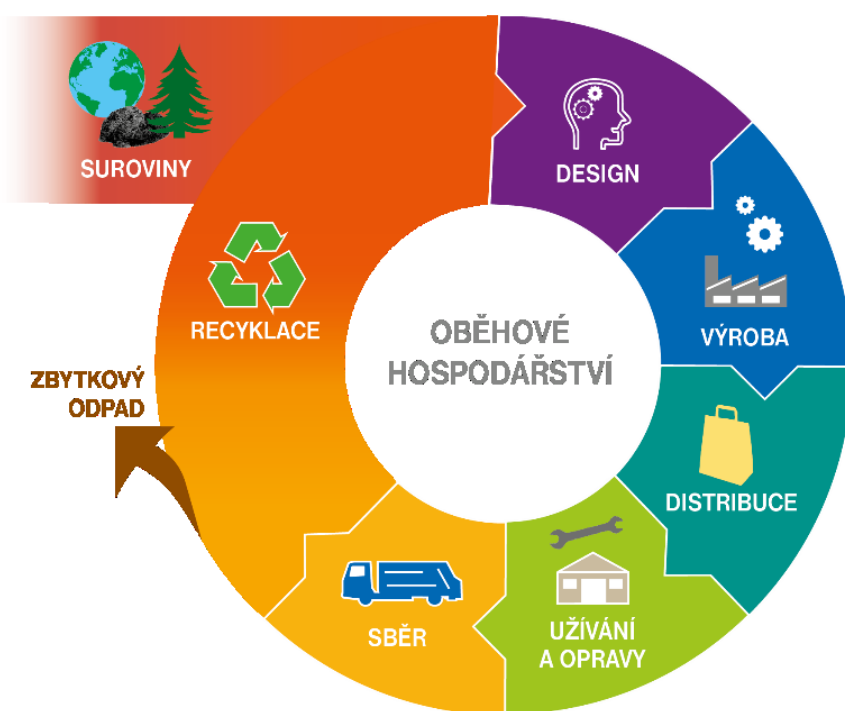 SUROVINY
DESIGN
VÝROBA
DISTRIBUCE
UŽÍVÁNÍ
A OPRAVY
SBĚR
RECYKLACE
ZBYTKOVÝ
ODPAD
OBĚHOVÉ
HOSPODÁŘSTVÍ